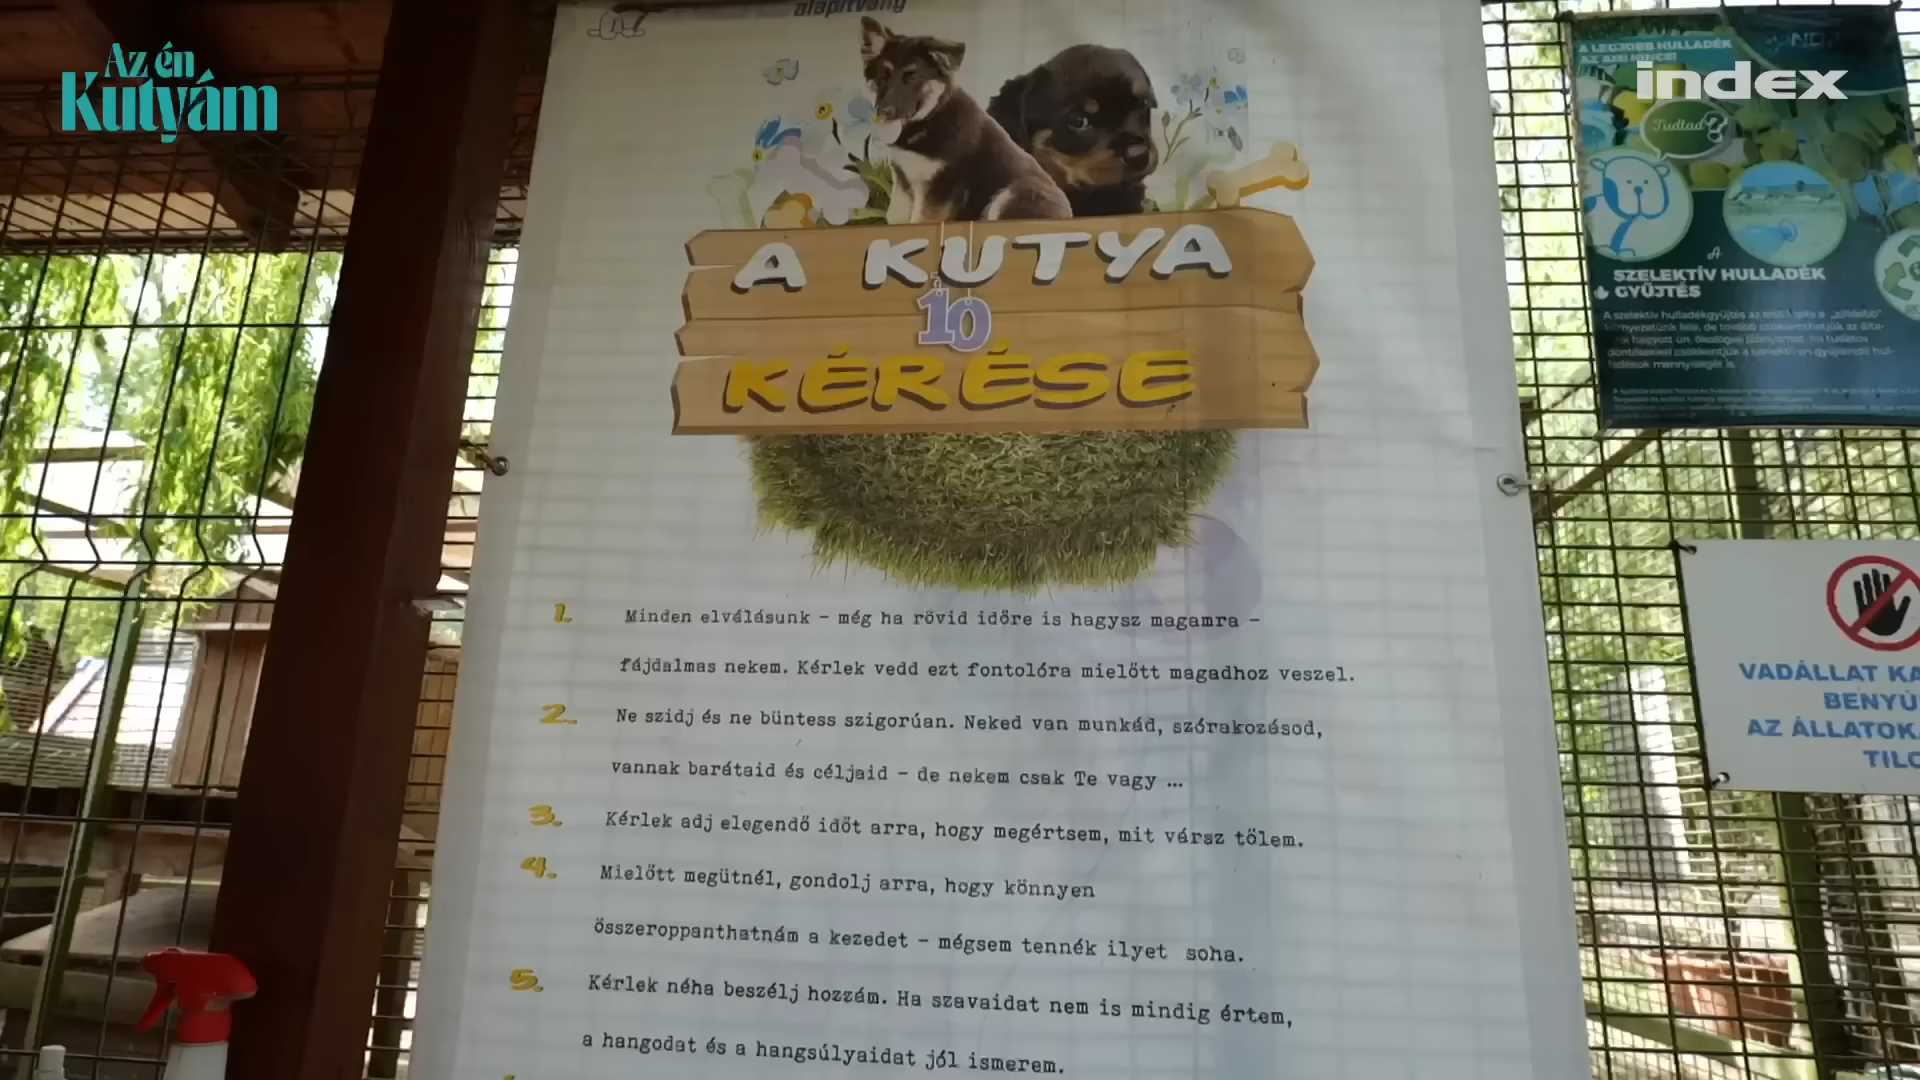 Az én
Kutyám
index
alapítvány
A KUTYA
10
KÉRÉSE
1. Minden elválásunk – még ha rövid időre is hagysz magamra –
fájdalmas nekem. Kérlek vedd ezt fontolóra mielőtt magadhoz veszel.
2. Ne szidj és ne büntess szigorúan. Neked van munkád, szórakozásod,
vannak barátaid és céljaid – de nekem csak Te vagy ...
3. Kérlek adj elegendő időt arra, hogy megértsem, mit vársz tőlem.
4. Mielőtt megütnél, gondolj arra, hogy könnyen
összeroppanthatnám a kezedet – mégsem tennék ilyet soha.
5. Kérlek néha beszélj hozzám. Ha szavaidat nem is mindig értem,
a hangodat és a hangsúlyaidat jól ismerem.
A LEGJOBB HULLADÉK
AZ AMI NINCS!
Tudtad
?
A
SZELEKTÍV HULLADÉK
GYŰJTÉS
A szelektív hulladékgyűjtés az első
VADÁLLAT KA
BENYÚ
AZ ÁLLATOK
TILO